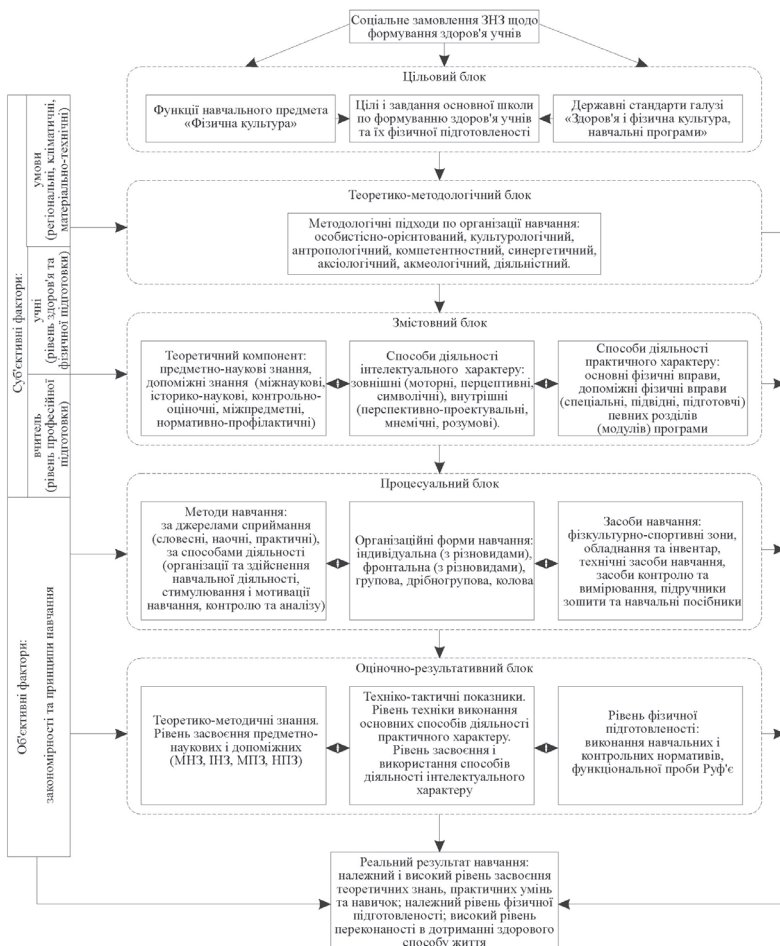 Соціальне замовлення ЗНЗ щодо
формування здоров'я учнів
Цільовий блок
Функції навчального предмета
«Фізична культура»
Цілі і завдання основної школи
по формуванню здоров'я учнів
та їх фізичної підготовленості
Державні стандарти галузі
«Здоров'я і фізична культура,
навчальні програми»
Теоретико-методологічний блок
Методологічні підходи по організації навчання:
особистісно-орієнтований, культурологічний,
антропологічний, компетентностний, синергетичний,
аксіологічний, акмеологічний, діяльністний.
Змістовний блок
Теоретичний компонент:
предметно-наукові знання,
допоміжні знання (міжнаукові,
історико-наукові, контрольно-
оціночні, міжпредметні,
нормативно-профілактичні)
Способи діяльності
інтелектуального характеру:
зовнішні (моторні, перцептивні,
символічні), внутрішні
(перспективно-проектувальні,
мнемічні, розумові).
Способи діяльності
практичного характеру:
основні фізичні вправи,
допоміжні фізичні вправи
(спеціальні, підвідні, підготовчі)
певних розділів
(модулів) програми
Процесуальний блок
Методи навчання:
за джерелами сприймання
(словесні, наочні, практичні),
за способами діяльності
(організації та здійснення
навчальної діяльності,
стимулювання і мотивації
навчання, контролю та аналізу)
Організаційні форми навчання:
індивідуальна (з різновидами),
фронтальна (з різновидами),
групова, дрібногрупова, колова
Засоби навчання:
фізкультурно-спортивні зони,
обладнання та інвентар,
технічні засоби навчання,
засоби контролю та
вимірювання, підручники
зошити та навчальні посібники
Оціночно-результативний блок
Теоретико-методичні знання.
Рівень засвоєння предметно-
наукових і допоміжних
(МНЗ, ІНЗ, МПЗ, НПЗ)
Техніко-тактичні показники.
Рівень техніки виконання
основних способів діяльності
практичного характеру.
Рівень засвоєння і
використання способів
діяльності інтелектуального
характеру
Рівень фізичної
підготовленості:
виконання навчальних і
контрольних нормативів,
функціональної проби Руф'є
Реальний результат навчання:
належний і високий рівень засвоєння
теоретичних знань, практичних умінь
та навичок; належний рівень фізичної
підготовленості; високий рівень
переконаності в дотриманні здорового
способу життя
Суб'єктивні фактори:
умови
(регіональні, кліматичні,
матеріально-технічні)
учні
(рівень здоров'я та
фізичної підготовки)
вчитель
(рівень професійної
підготовки)
Об'єктивні фактори:
закономірності та принципи навчання